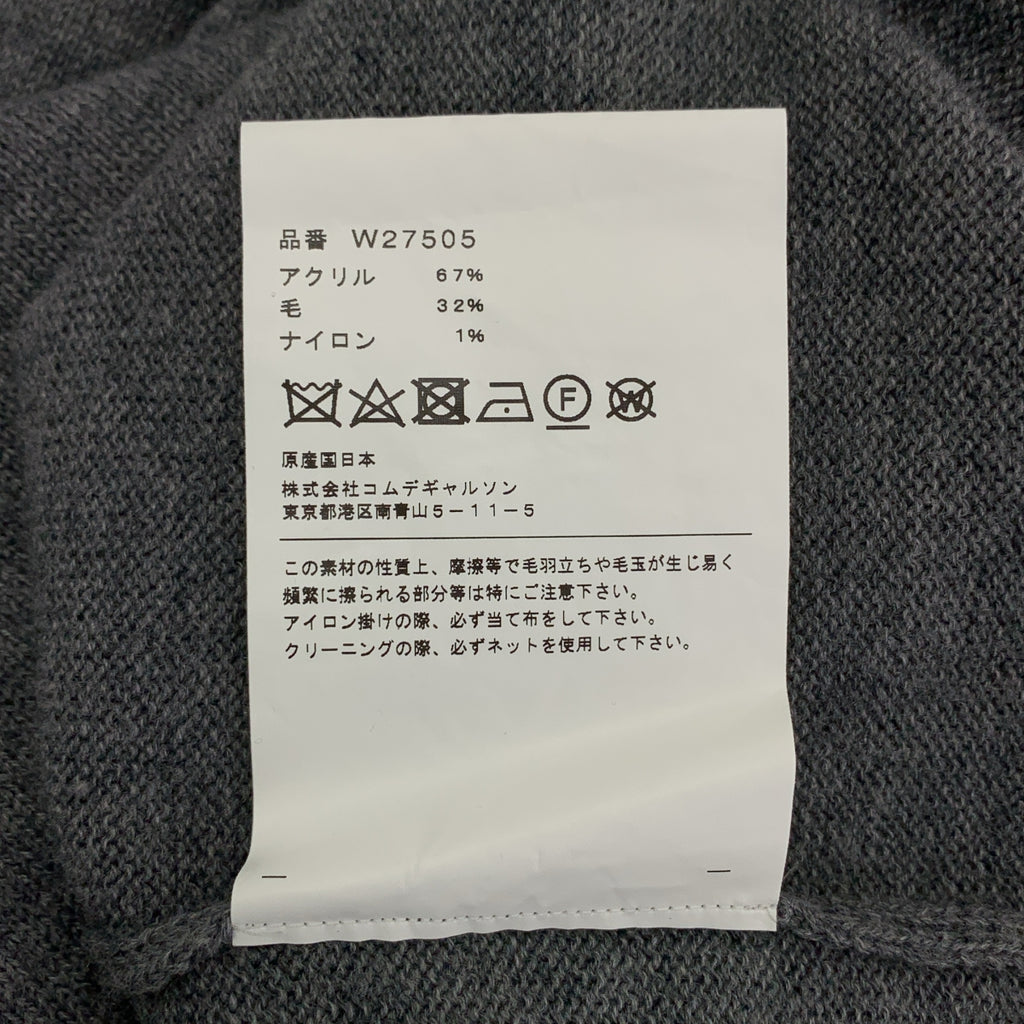 品番 W27505
アクリル 67%
毛 32%
ナイロン 1%
F W
原産国日本
株式会社コムデギャルソン
東京都港区南青山5-11-5
この素材の性質上、摩擦等で毛羽立ちや毛玉が生じ易く
頻繁に擦られる部分等は特にご注意下さい。
アイロン掛けの際、必ず当て布をして下さい。
クリーニングの際、必ずネットを使用して下さい。